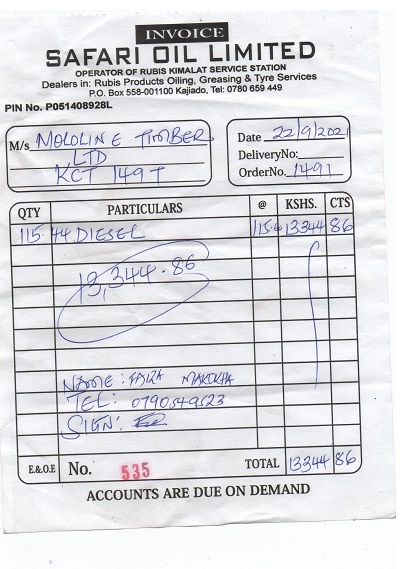 INVOICE
SAFARI OIL LIMITED
OPERATOR OF RUBIS KIMALAT SERVICE STATION
Dealers in: Rubis Products Oiling, Greasing & Tyre Services
P.O. Box 558-001100 Kajiado, Tel: 0780 659 449
PIN No. P051408928L
M/s MOLOLINE TIMBER
LTD
KCT 149T
Date 22/9/2021
DeliveryNo:
OrderNo. 1491
QTY PARTICULARS @ KSHS. CTS
115.44 DIESEL 115.6 13344 86
13,344.86
NAME: FAIZA MAKOKHA
TEL: 0790549523
SIGN:
E.&O.E No. 535 TOTAL 13344 86
ACCOUNTS ARE DUE ON DEMAND